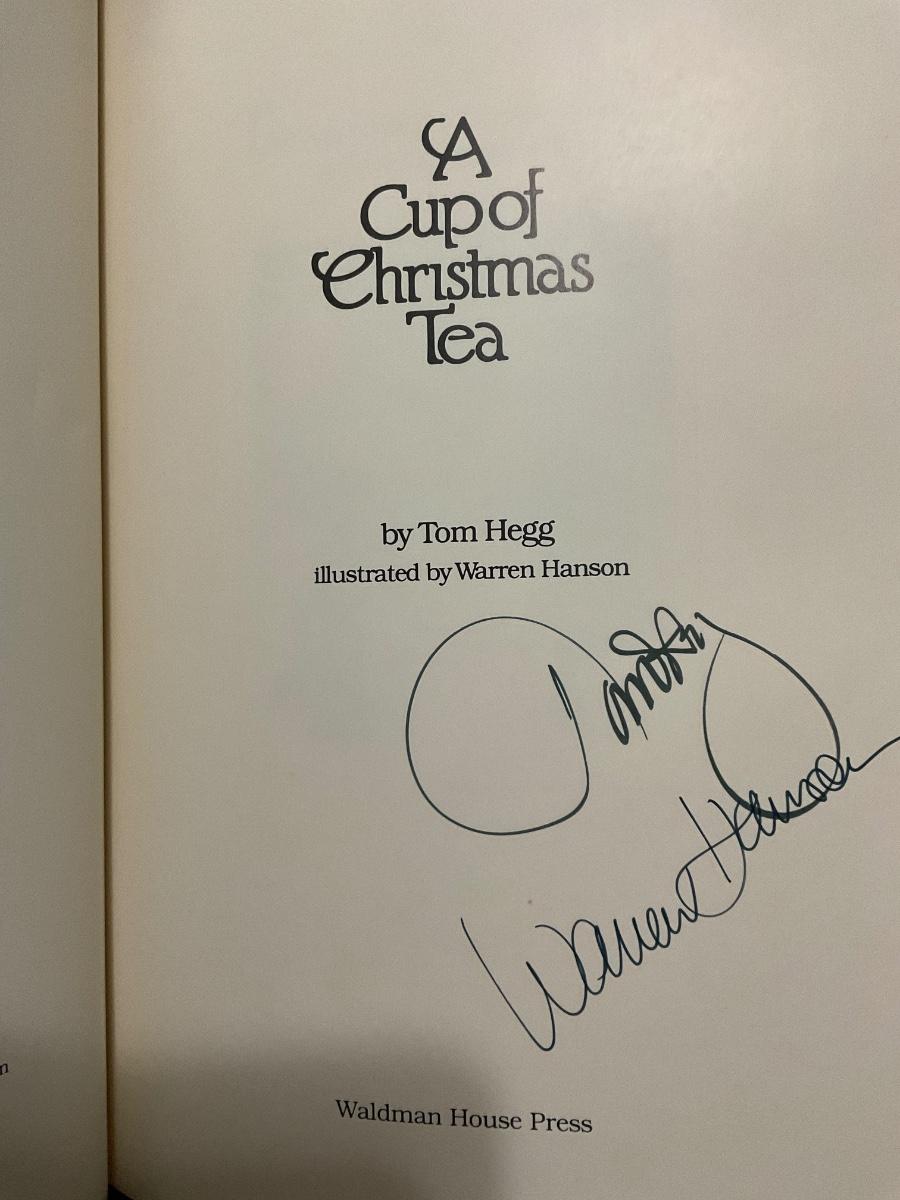 A
Cup of
Christmas
Tea
by Tom Hegg
illustrated by Warren Hanson
Warren Hanson
Waldman House Press